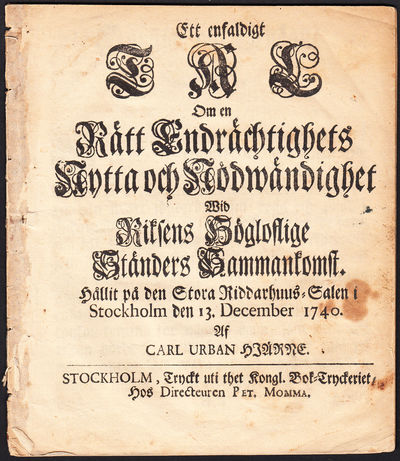 Ett enfaldigt
TAL
Om en
Rätt Endrächtighets
Nytta och Nödwändighet
Wid
Riksens Högloflige
Ständers Sammankomst.
Hållit på den Stora Riddarhuus-Salen i
Stockholm den 13. December 1740.
Af
CARL URBAN HJÄRNE.
STOCKHOLM, Tryckt uti thet Kongl. Bok-Tryckeriet,
Hos Directeuren PET. MOMMA.